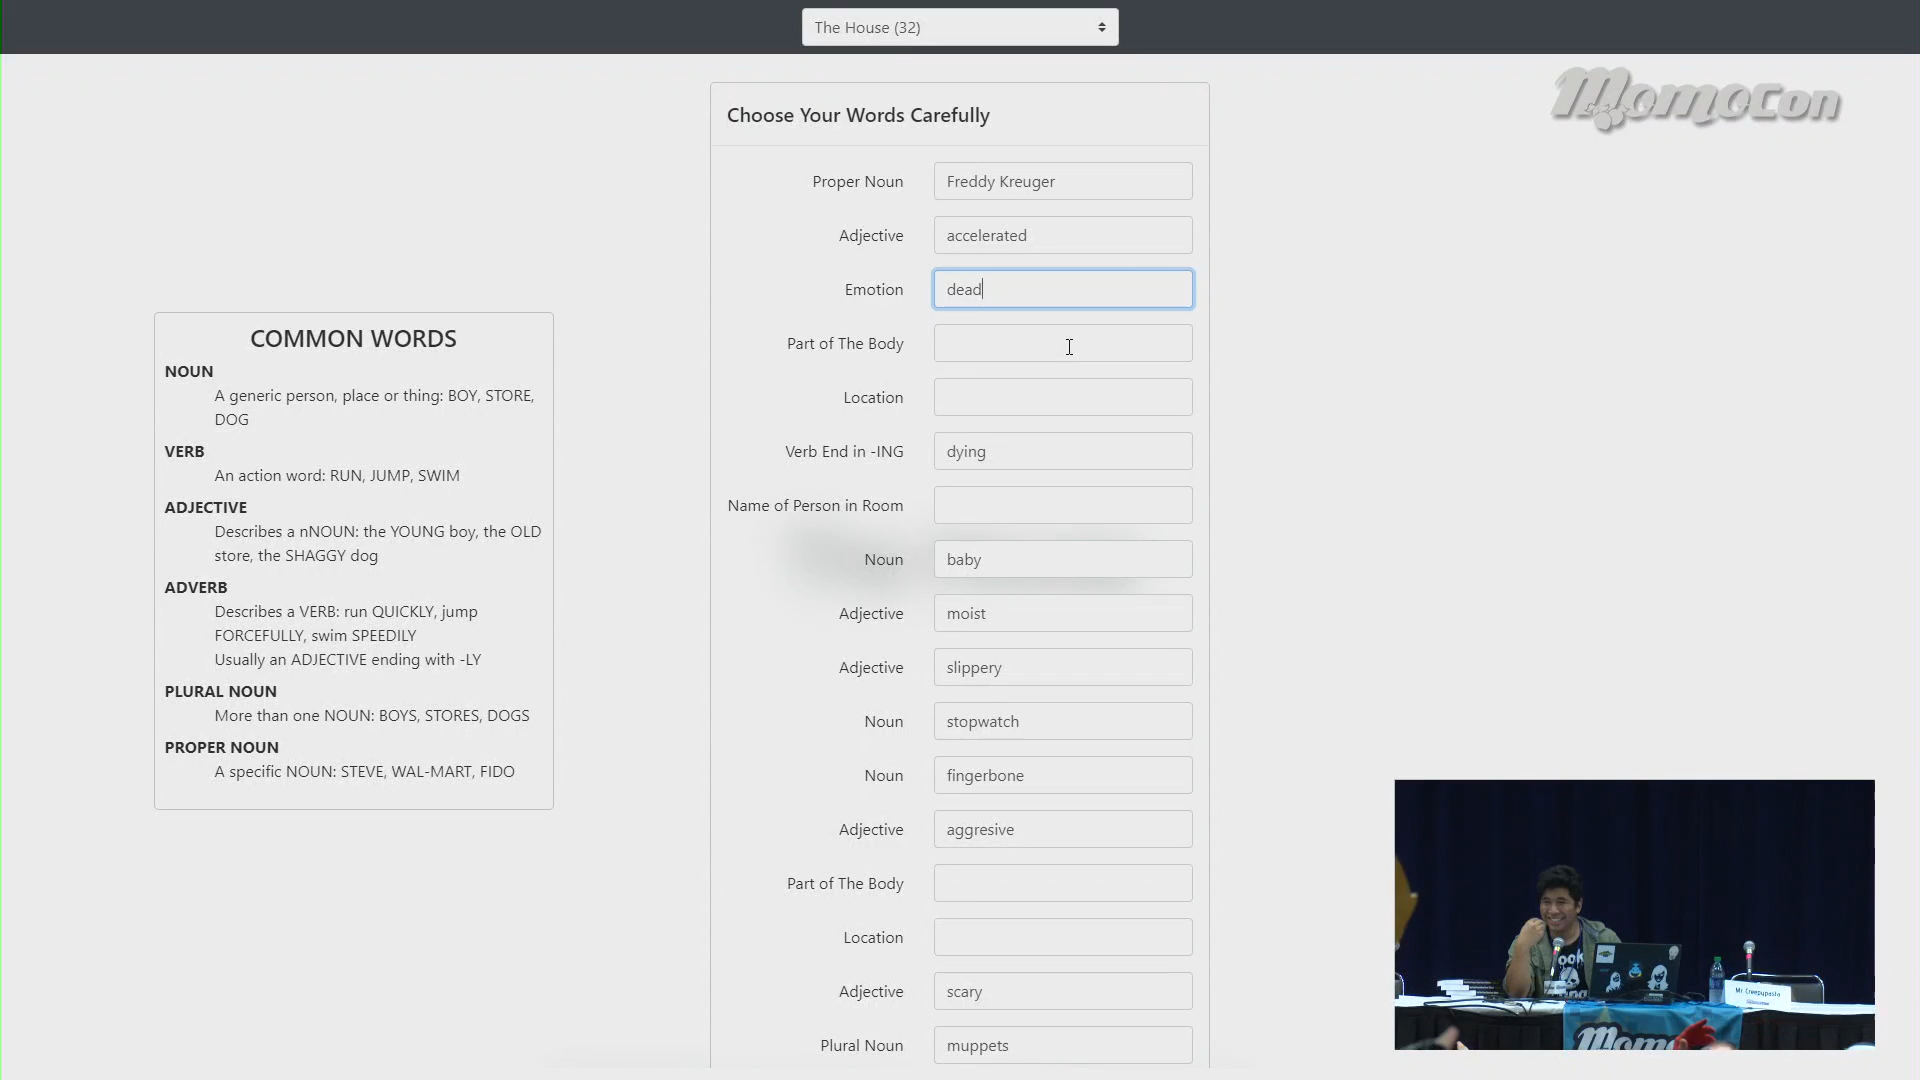 The House (32)
MomoCon
Choose Your Words Carefully
Proper Noun Freddy Kreuger
Adjective accelerated
Emotion dead
Part of The Body
Location
Verb End in -ING dying
Name of Person in Room
Noun baby
Adjective moist
Adjective slippery
Noun stopwatch
Noun fingerbone
Adjective aggresive
Part of The Body
Location
Adjective scary
Plural Noun muppets
COMMON WORDS
NOUN
A generic person, place or thing: BOY, STORE,
DOG
VERB
An action word: RUN, JUMP, SWIM
ADJECTIVE
Describes a nNOUN: the YOUNG boy, the OLD
store, the SHAGGY dog
ADVERB
Describes a VERB: run QUICKLY, jump
FORCEFULLY, swim SPEEDILY
Usually an ADJECTIVE ending with -LY
PLURAL NOUN
More than one NOUN: BOYS, STORES, DOGS
PROPER NOUN
A specific NOUN: STEVE, WAL-MART, FIDO
Mr Creepypasta
Mom